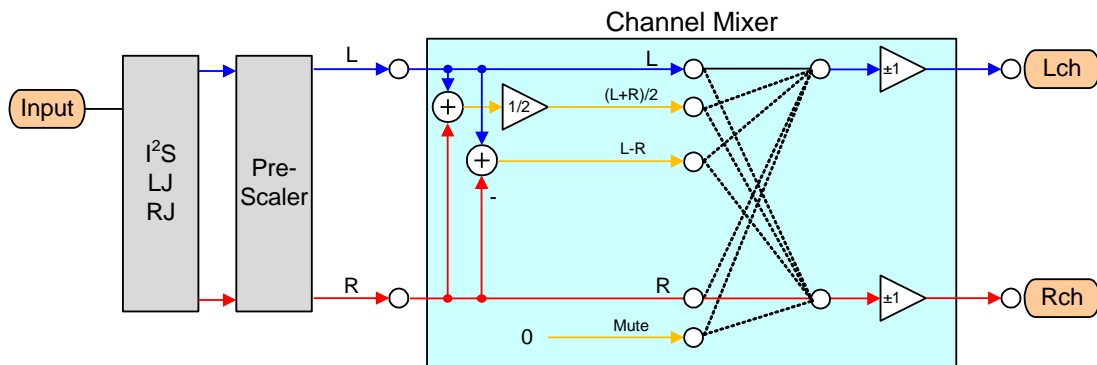 Channel Mixer
Input
I²S
LJ
RJ
Pre-
Scaler
L
R
+
1/2
+
-
L
(L+R)/2
L-R
R
0
Mute
±1
±1
Lch
Rch